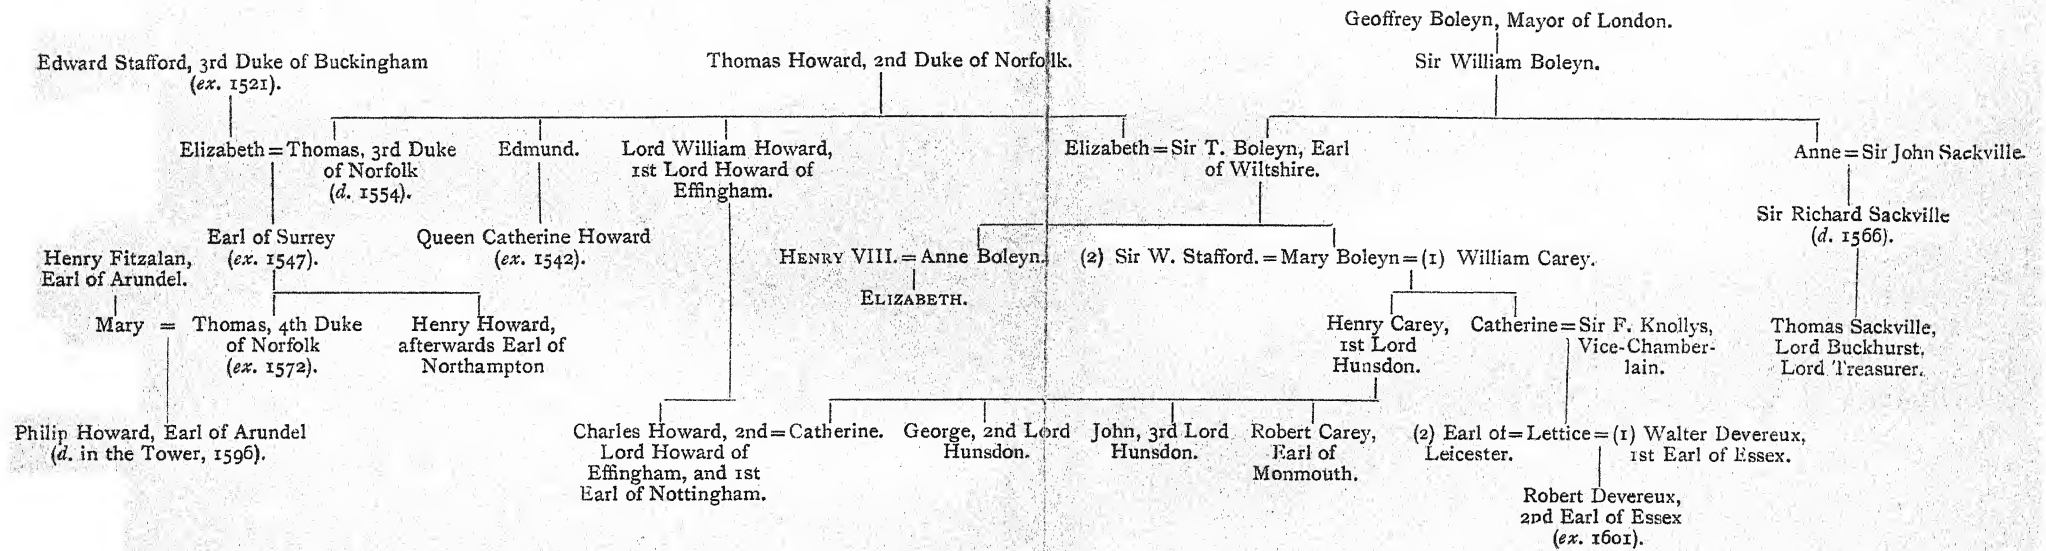 Geoffrey Boleyn, Mayor of London.
Edward Stafford, 3rd Duke of Buckingham
(ex. 1521).
Thomas Howard, 2nd Duke of Norfolk.
Sir William Boleyn.
Elizabeth = Thomas, 3rd Duke
of Norfolk
(d. 1554).
Edmund.
Lord William Howard,
1st Lord Howard of
Effingham.
Elizabeth = Sir T. Boleyn, Earl
of Wiltshire.
Anne = Sir John Sackville.
Sir Richard Sackville
(d. 1566).
Henry Fitzalan,
Earl of Arundel.
Earl of Surrey
(ex. 1547).
Queen Catherine Howard
(ex. 1542).
HENRY VIII. = Anne Boleyn.
(2) Sir W. Stafford. = Mary Boleyn = (1) William Carey.
ELIZABETH.
Mary = Thomas, 4th Duke
of Norfolk
(ex. 1572).
Henry Howard,
afterwards Earl of
Northampton
Henry Carey,
1st Lord
Hunsdon.
Catherine = Sir F. Knollys,
Vice-Chamber-
lain.
Thomas Sackville,
Lord Buckhurst,
Lord Treasurer.
Philip Howard, Earl of Arundel
(d. in the Tower, 1596).
Charles Howard, 2nd = Catherine.
Lord Howard of
Effingham, and 1st
Earl of Nottingham.
George, 2nd Lord
Hunsdon.
John, 3rd Lord
Hunsdon.
Robert Carey,
Earl of
Monmouth.
(2) Earl of = Lettice = (1) Walter Devereux,
Leicester.
1st Earl of Essex.
Robert Devereux,
2nd Earl of Essex
(ex. 1601).